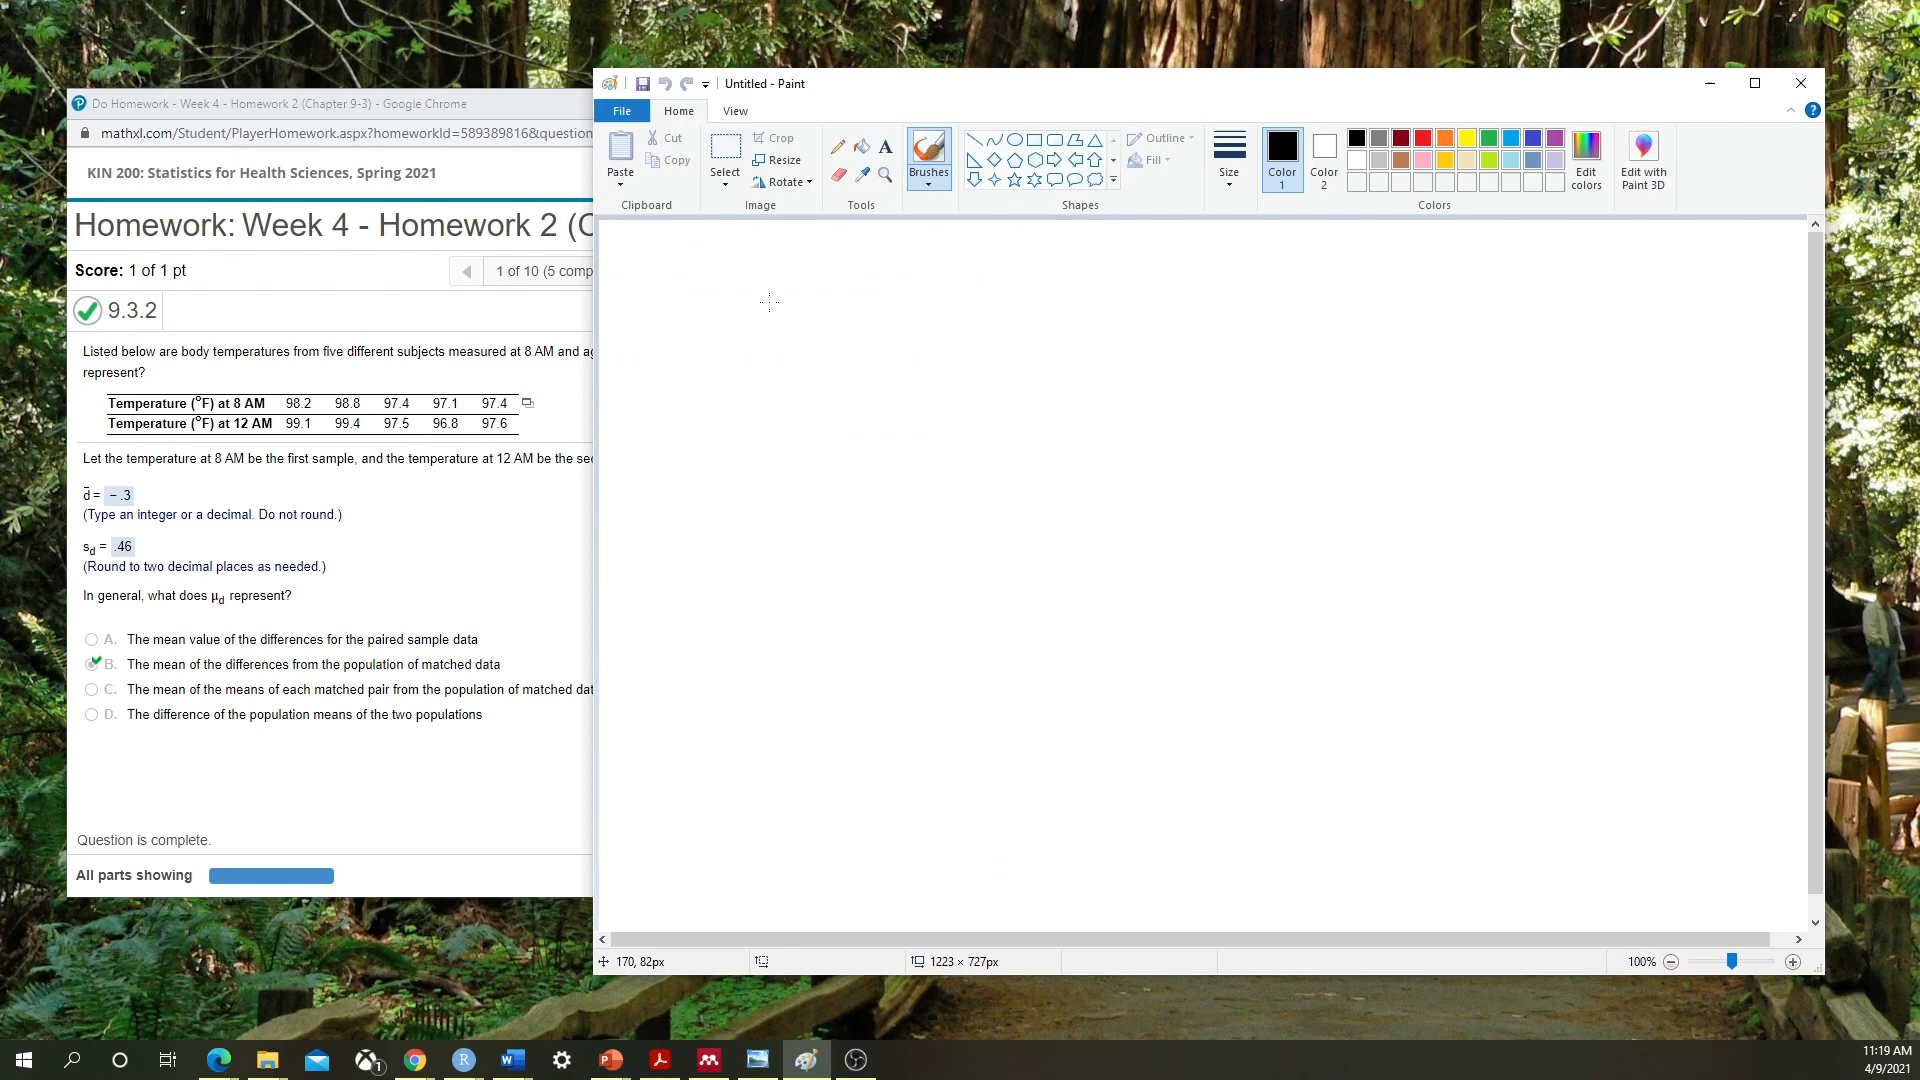 Do Homework - Week 4 - Homework 2 (Chapter 9-3) - Google Chrome
mathxl.com/Student/PlayerHomework.aspx?homeworkId=589389816&question
KIN 200: Statistics for Health Sciences, Spring 2021
Homework: Week 4 - Homework 2 (C
Score: 1 of 1 pt
1 of 10 (5 comp
9.3.2
Listed below are body temperatures from five different subjects measured at 8 AM and ag
represent?
Temperature (°F) at 8 AM 98.2 98.8 97.4 97.1 97.4
Temperature (°F) at 12 AM 99.1 99.4 97.5 96.8 97.6
Let the temperature at 8 AM be the first sample, and the temperature at 12 AM be the sec
d̄ = - .3
(Type an integer or a decimal. Do not round.)
sd = .46
(Round to two decimal places as needed.)
In general, what does μd represent?
A. The mean value of the differences for the paired sample data
B. The mean of the differences from the population of matched data
C. The mean of the means of each matched pair from the population of matched dat
D. The difference of the population means of the two populations
Question is complete.
All parts showing
Untitled - Paint
File Home View
Paste
Cut
Copy
Clipboard
Select
Crop
Resize
Rotate
Image
A
Tools
Brushes
Shapes
Outline
Fill
Size
Color
1
Color
2
Edit
colors
Colors
Edit with
Paint 3D
170, 82px
1223 × 727px
100%
11:19 AM
4/9/2021